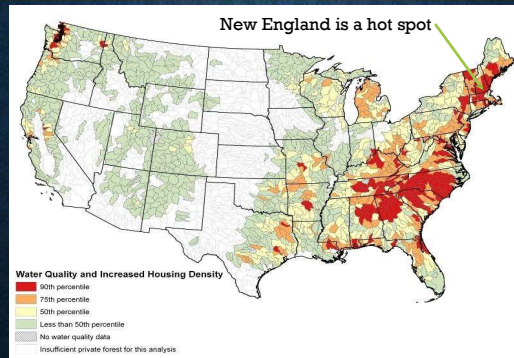 New England is a hot spot
Water Quality and Increased Housing Density
90th percentile
75th percentile
50th percentile
Less than 50th percentile
No water quality data
Insufficient private forest for this analysis